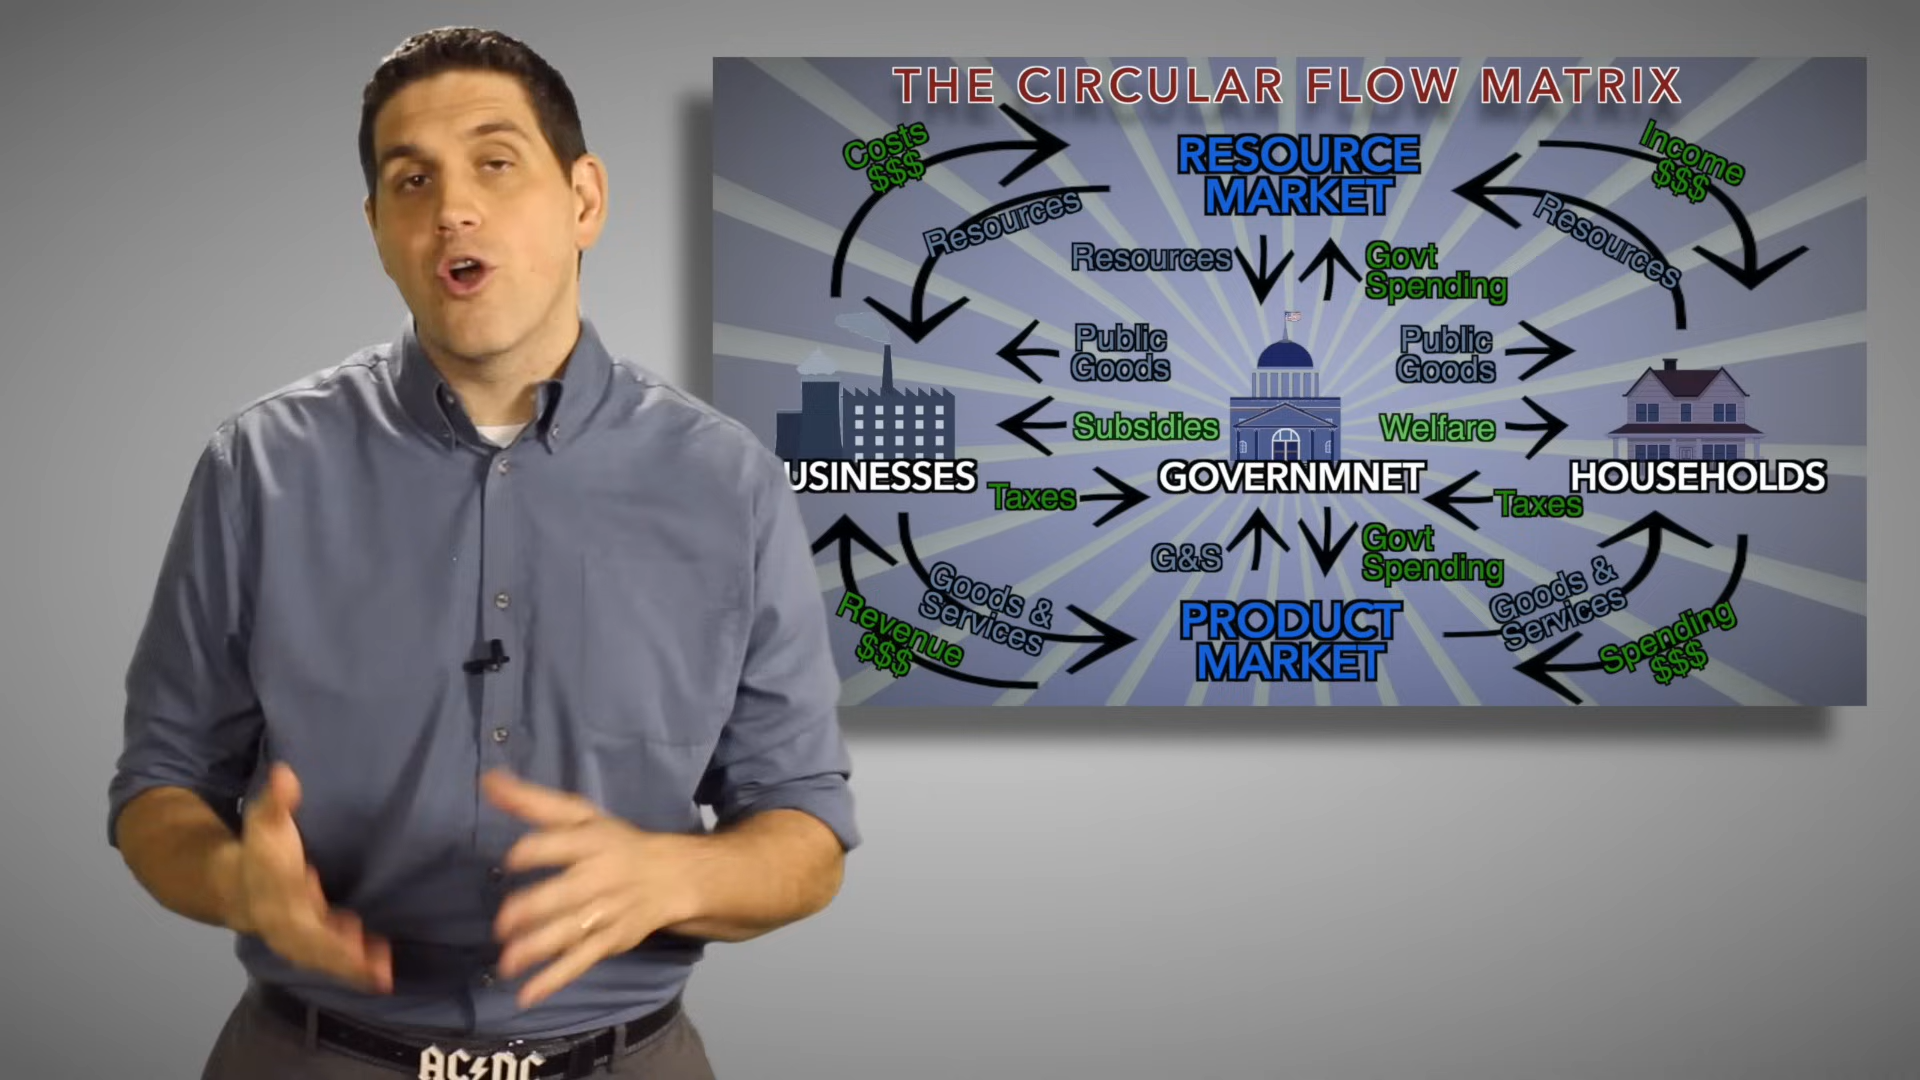 THE CIRCULAR FLOW MATRIX
Costs
$$$
RESOURCE
MARKET
Income
$$$
Resources
Resources
Resources
Govt
Spending
Public
Goods
Public
Goods
Subsidies
Welfare
USINESSES
GOVERNMNET
HOUSEHOLDS
Taxes
Taxes
G&S
Govt
Spending
Goods &
Services
Goods &
Services
Revenue
$$$
PRODUCT
MARKET
Spending
$$$
AC⚡DC